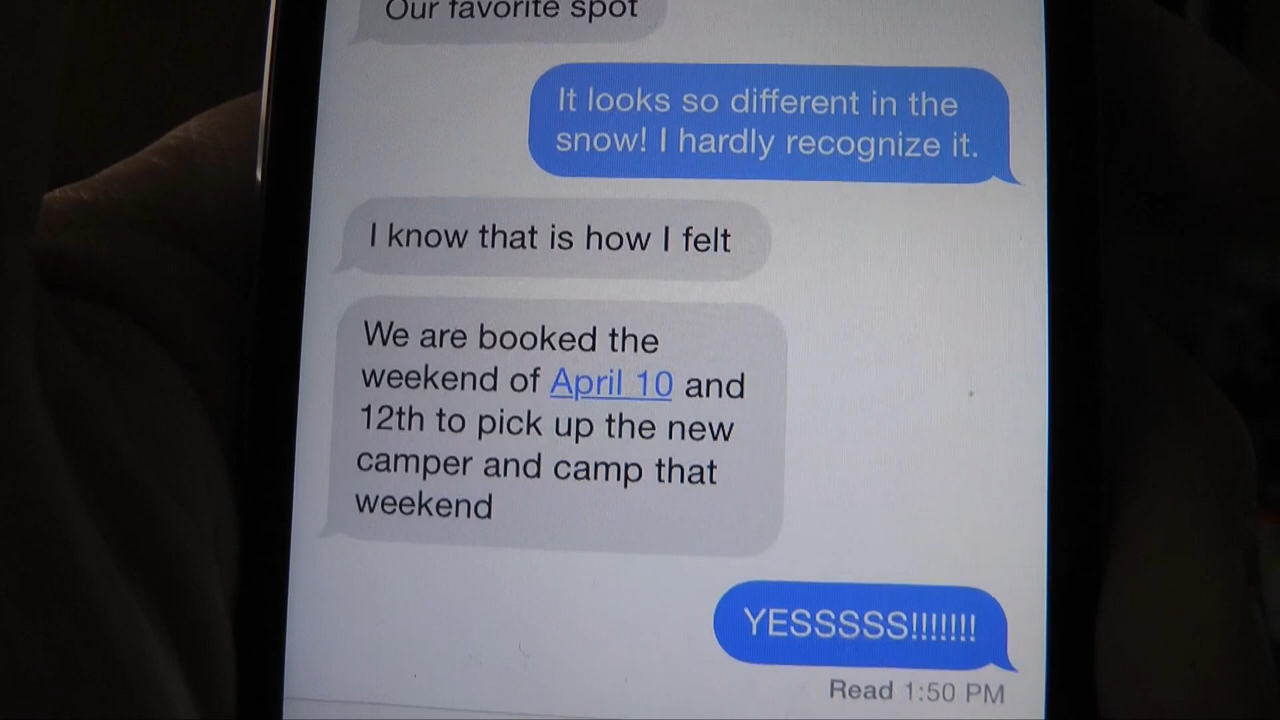 Our favorite spot
It looks so different in the
snow! I hardly recognize it.
I know that is how I felt
We are booked the
weekend of April 10 and
12th to pick up the new
camper and camp that
weekend
YESSSSS!!!!!!!
Read 1:50 PM